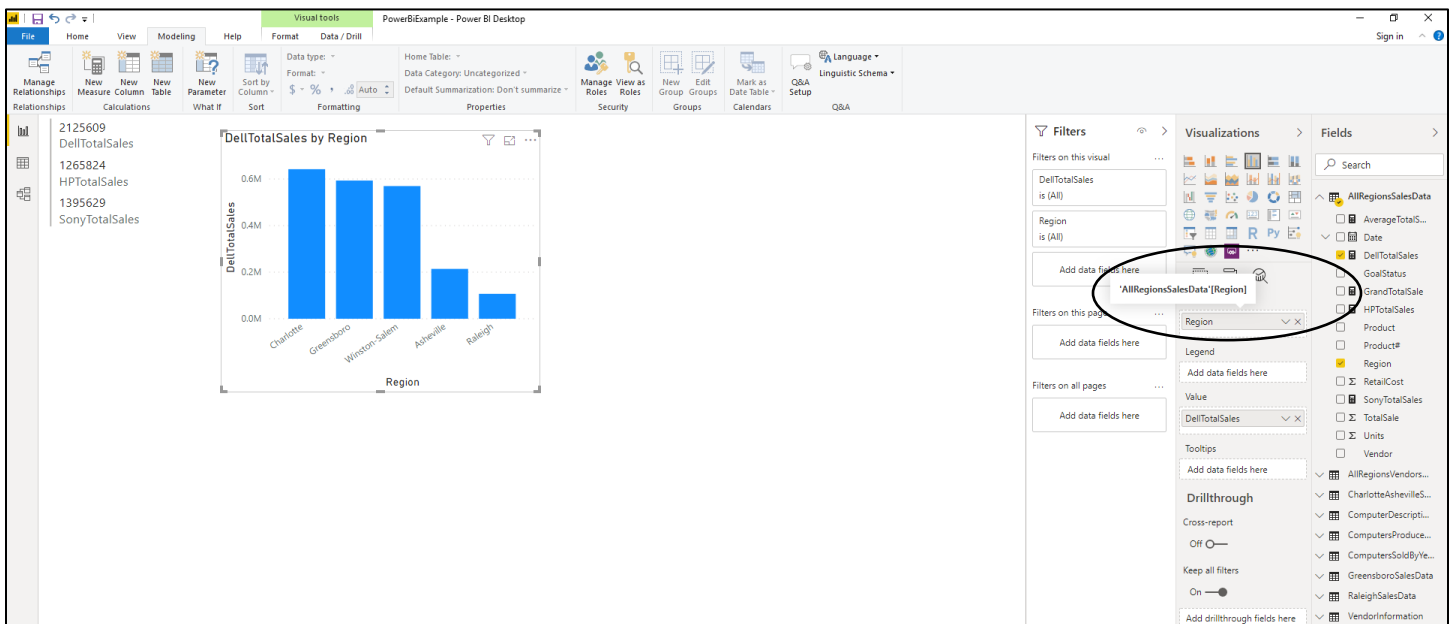 Visual tools
PowerBiExample - Power BI Desktop
File
Home
View
Modeling
Help
Format
Data / Drill
Sign in
Manage Relationships
New Measure
New Column
New Table
New Parameter
Sort by Column
Data type:
Format:
$ % , .00 Auto
Home Table:
Data Category: Uncategorized
Default Summarization: Don't summarize
Manage Roles
View as Roles
New Group
Edit Groups
Mark as Date Table
Q&A Setup
Language
Linguistic Schema
Relationships
Calculations
What If
Sort
Formatting
Properties
Security
Groups
Calendars
Q&A
2125609
DellTotalSales
1265824
HPTotalSales
1395629
SonyTotalSales
DellTotalSales by Region
DellTotalSales
0.6M
0.4M
0.2M
0.0M
Charlotte
Greensboro
Winston-Salem
Asheville
Raleigh
Region
Filters
Filters on this visual
DellTotalSales
is (All)
Region
is (All)
Add data fields here
Filters on this page
Add data fields here
Filters on all pages
Add data fields here
Visualizations
R
Py
'AllRegionsSalesData'[Region]
Region
Legend
Add data fields here
Value
DellTotalSales
Tooltips
Add data fields here
Drillthrough
Cross-report
Off
Keep all filters
On
Add drillthrough fields here
Fields
Search
AllRegionsSalesData
AverageTotalS...
Date
DellTotalSales
GoalStatus
GrandTotalSale
HPTotalSales
Product
Product#
Region
Σ RetailCost
SonyTotalSales
Σ TotalSale
Σ Units
Vendor
AllRegionsVendors...
CharlotteAshevilleS...
ComputerDescripti...
ComputersProduce...
ComputersSoldByYe...
GreensboroSalesData
RaleighSalesData
VendorInformation